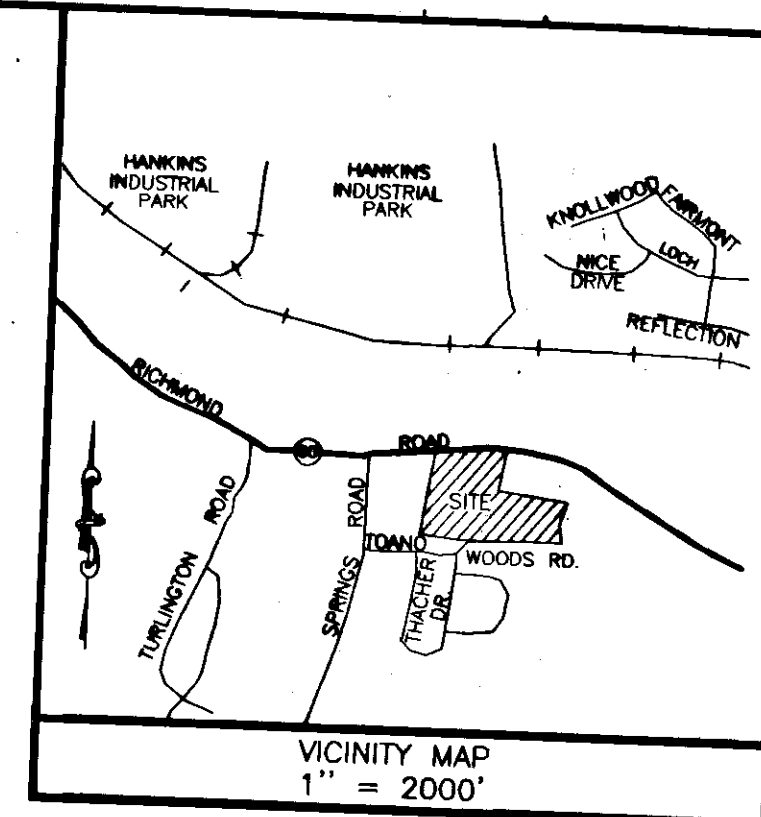 HANKINS
INDUSTRIAL
PARK
HANKINS
INDUSTRIAL
PARK
KNOLLWOOD
FAIRMONT
LOCH
NICE
DRIVE
REFLECTION
RICHMOND
ROAD
60
SITE
TURLINGTON ROAD
SPRINGS ROAD
TOANO
WOODS RD.
THACHER
DR.
VICINITY MAP
1" = 2000'